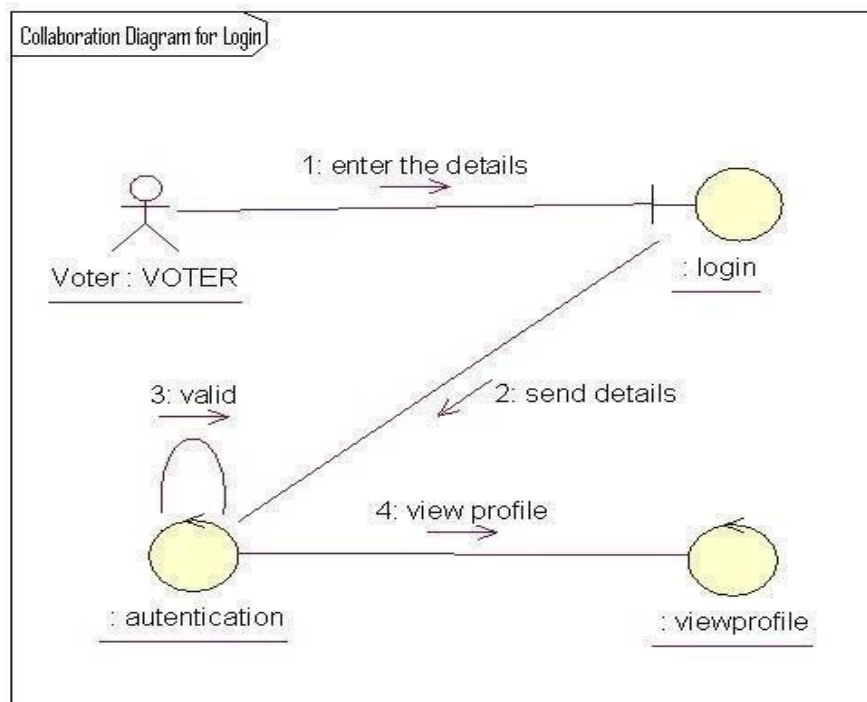 Collaboration Diagram for Login
1: enter the details
Voter : VOTER
: login
3: valid
2: send details
4: view profile
: autentication
: viewprofile